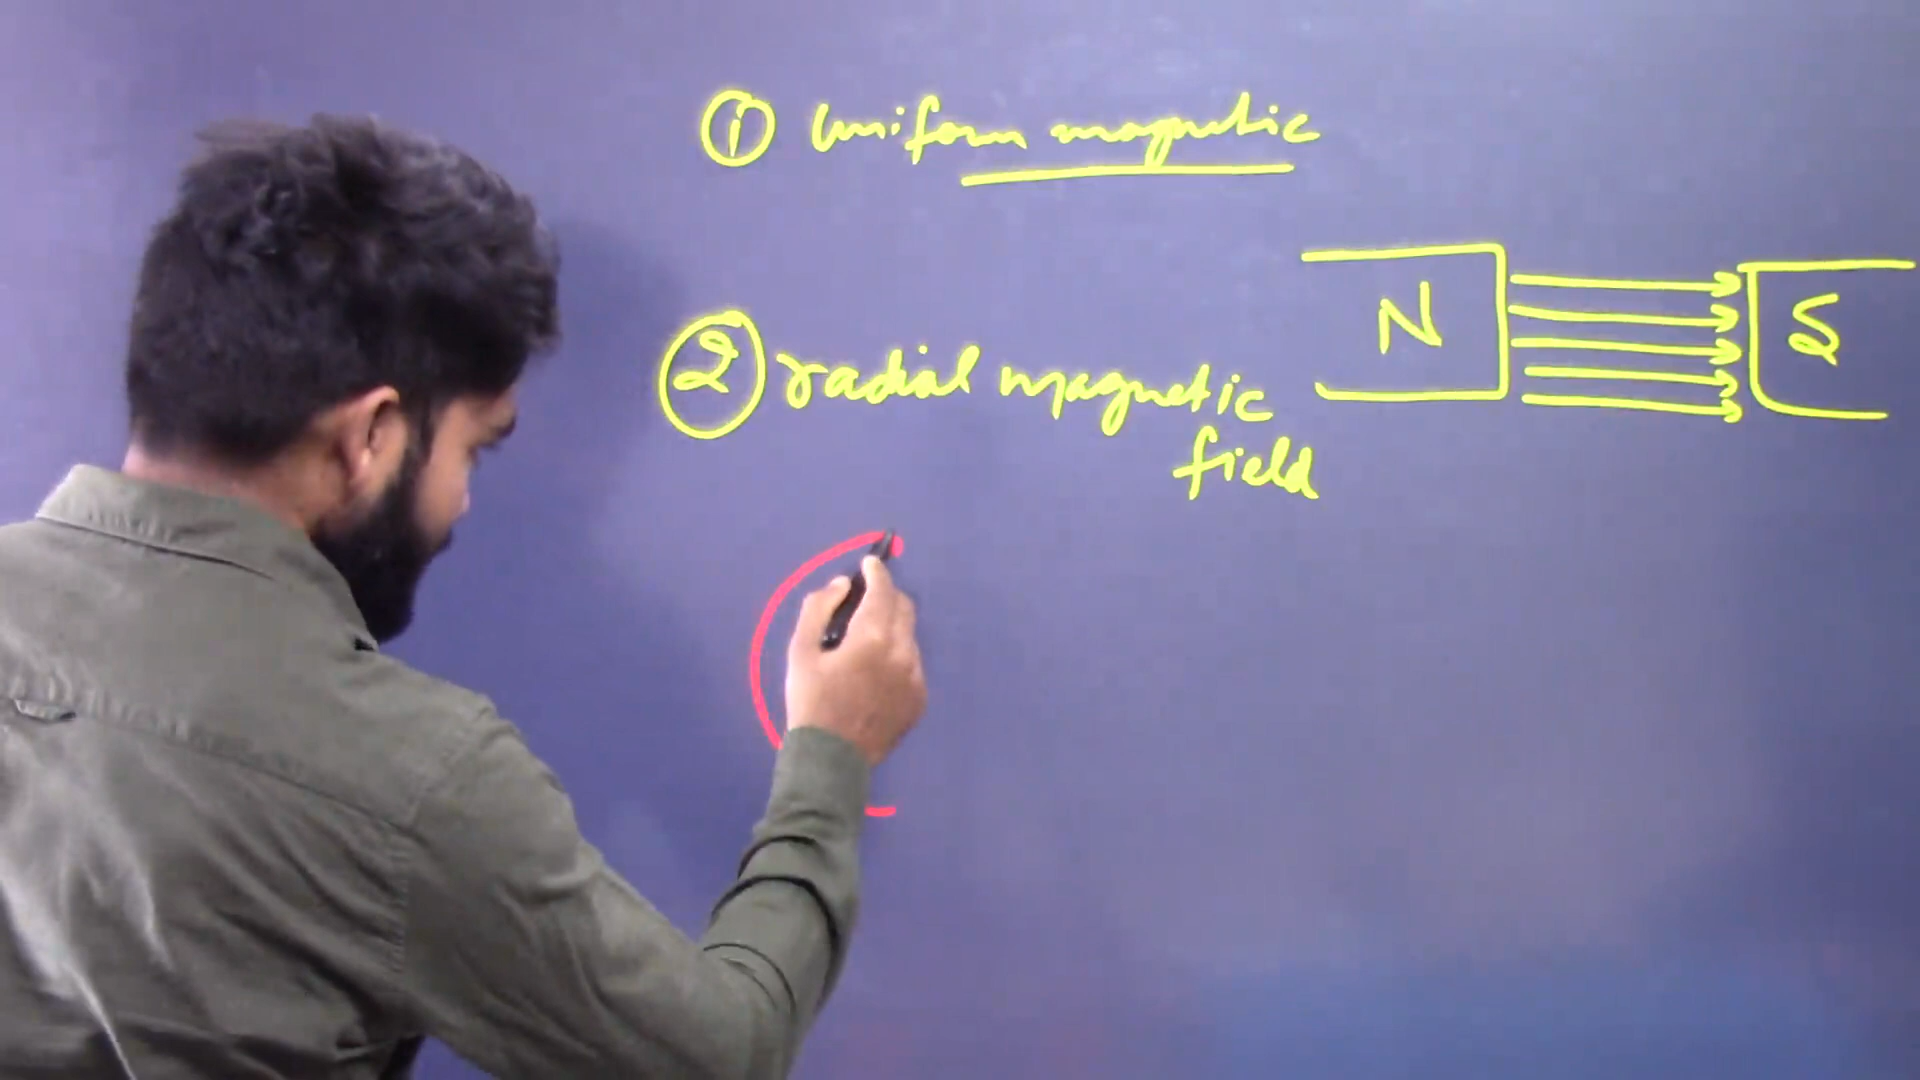 ① uniform magnetic
② radial magnetic
field
N
S